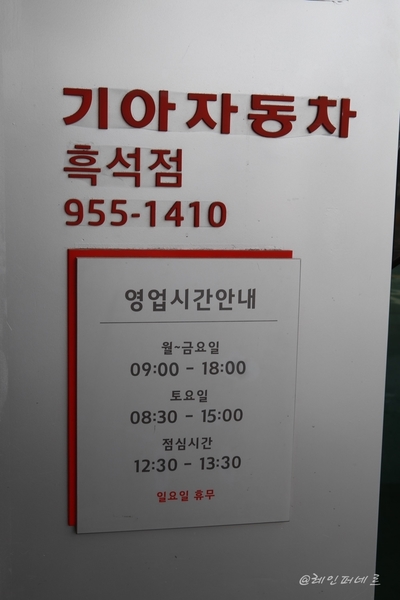 기아자동차
흑석점
955-1410
영업시간안내
월~금요일
09:00 - 18:00
토요일
08:30 - 15:00
점심시간
12:30 - 13:30
일요일 휴무
@레인퍼네르